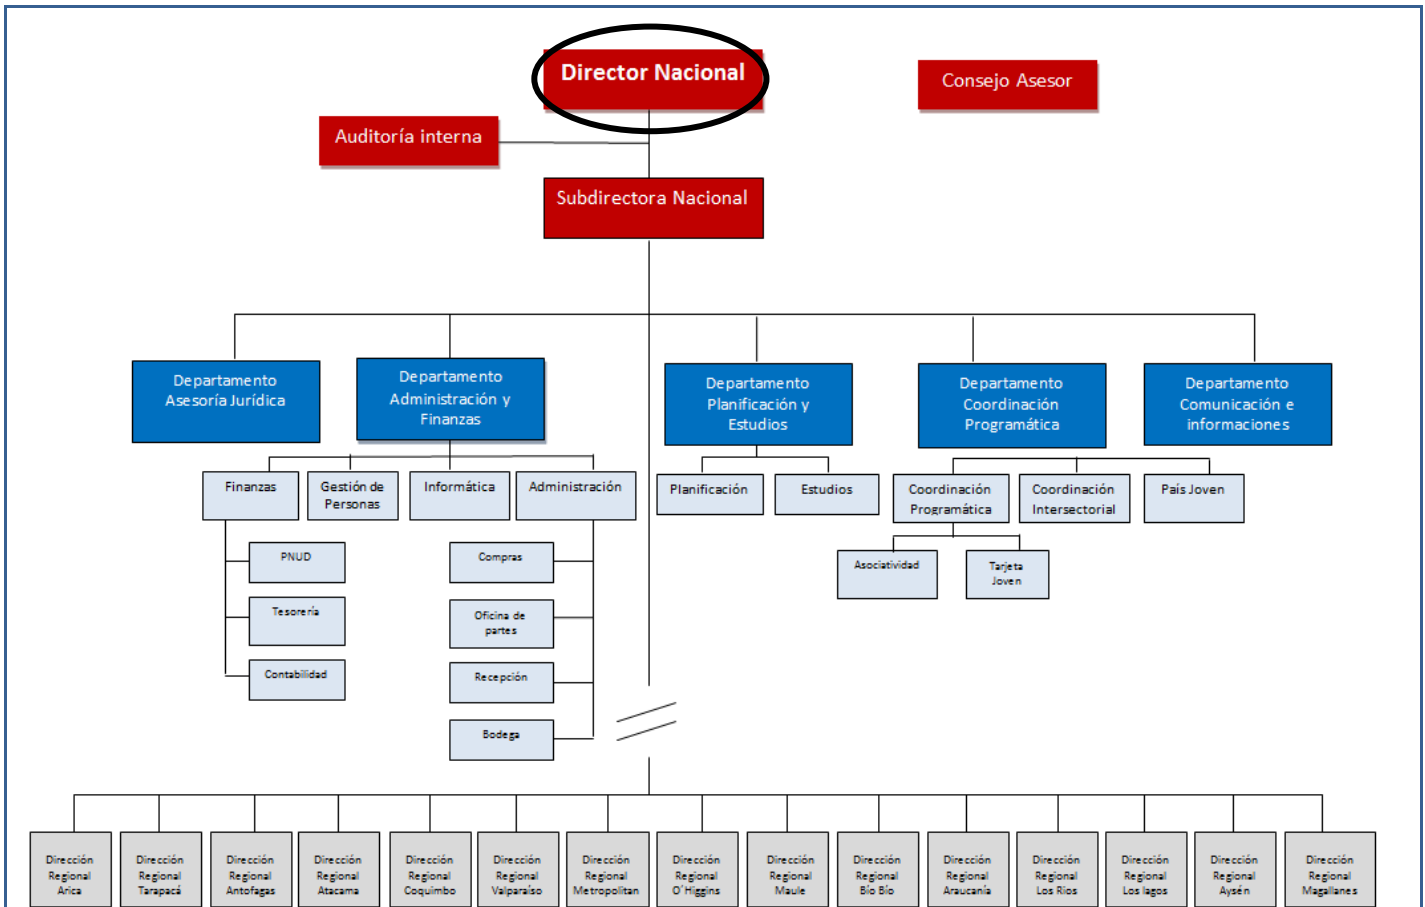 Director Nacional
Consejo Asesor
Auditoría interna
Subdirectora Nacional
Departamento
Asesoría Jurídica
Departamento
Administración y
Finanzas
Departamento
Planificación y
Estudios
Departamento
Coordinación
Programática
Departamento
Comunicación e
informaciones
Finanzas
Gestión de
Personas
Informática
Administración
Planificación
Estudios
Coordinación
Programática
Coordinación
Intersectorial
País Joven
PNUD
Tesorería
Contabilidad
Compras
Oficina de
partes
Recepción
Bodega
Asociatividad
Tarjeta
Joven
Dirección
Regional
Arica
Dirección
Regional
Tarapacá
Dirección
Regional
Antofagas
Dirección
Regional
Atacama
Dirección
Regional
Coquimbo
Dirección
Regional
Valparaíso
Dirección
Regional
Metropolitan
Dirección
Regional
O´Higgins
Dirección
Regional
Maule
Dirección
Regional
Bío Bío
Dirección
Regional
Araucanía
Dirección
Regional
Los Rios
Dirección
Regional
Los lagos
Dirección
Regional
Aysén
Dirección
Regional
Magallanes